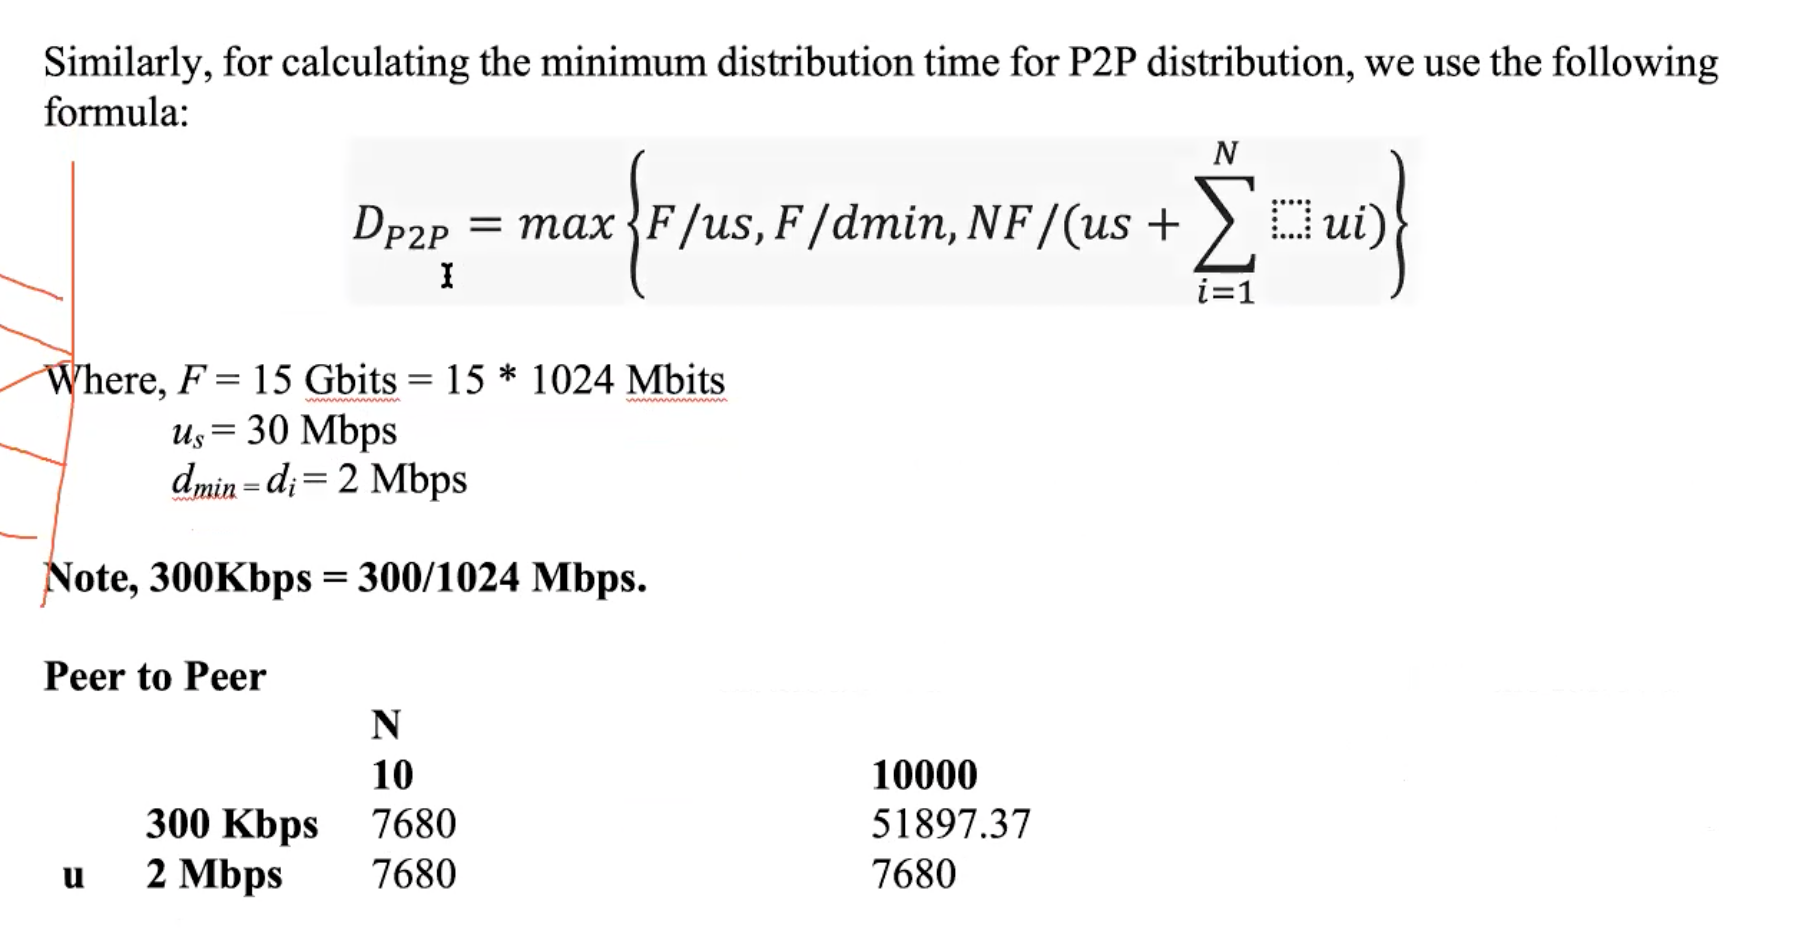 Similarly, for calculating the minimum distribution time for P2P distribution, we use the following
formula:
D_{P2P} = max {F/us, F/dmin, NF/(us + \sum_{i=1}^{N} ⬚ ui)}
Where, F = 15 Gbits = 15 * 1024 Mbits
u_s = 30 Mbps
d_{min} = d_i = 2 Mbps
Note, 300Kbps = 300/1024 Mbps.
Peer to Peer
N
10 10000
300 Kbps 7680 51897.37
u 2 Mbps 7680 7680